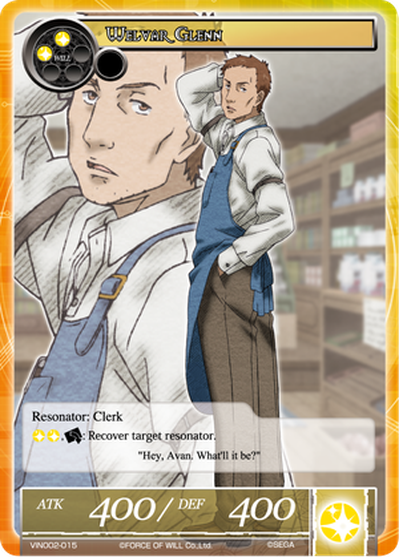 Welvar Glenn
WILL
Resonator: Clerk
: Recover target resonator.
"Hey, Avan. What'll it be?"
ATK 400 / DEF 400
VIN002-015 ©FORCE OF WILL Co.,Ltd. ©SEGA